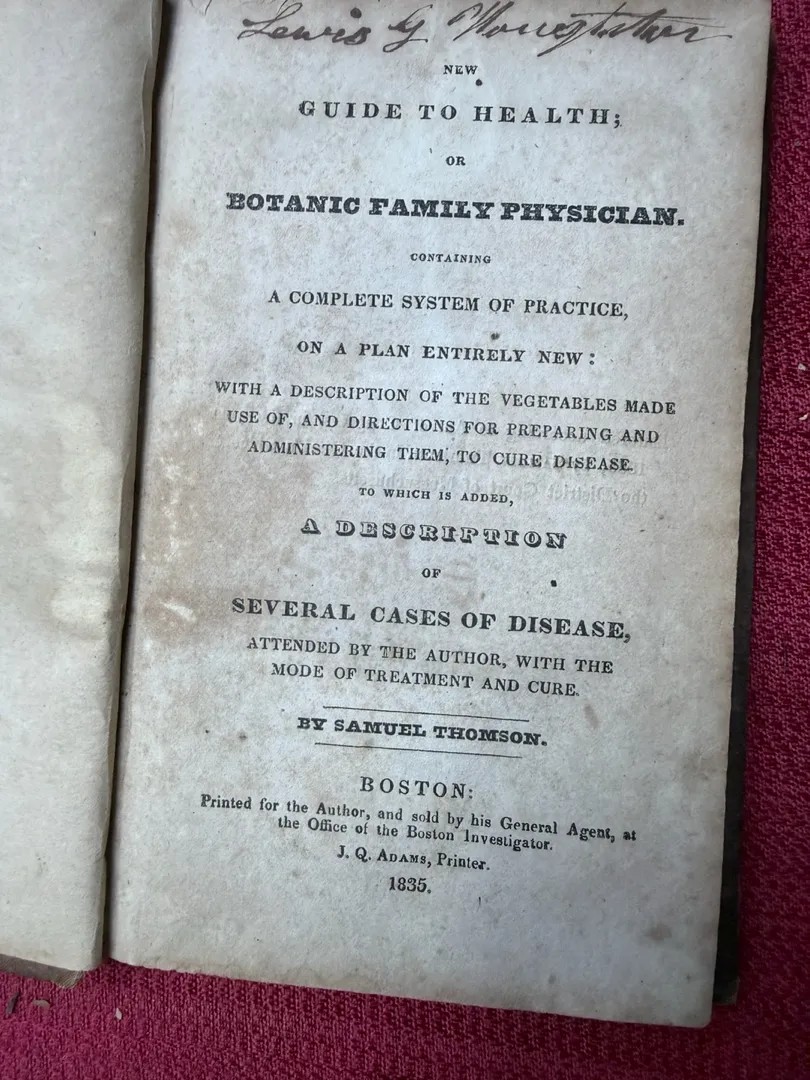 Lewis G
NEW
GUIDE TO HEALTH;
OR
BOTANIC FAMILY PHYSICIAN.
CONTAINING
A COMPLETE SYSTEM OF PRACTICE,
ON A PLAN ENTIRELY NEW:
WITH A DESCRIPTION OF THE VEGETABLES MADE
USE OF, AND DIRECTIONS FOR PREPARING AND
ADMINISTERING THEM, TO CURE DISEASE.
TO WHICH IS ADDED,
A DESCRIPTION
OF
SEVERAL CASES OF DISEASE,
ATTENDED BY THE AUTHOR, WITH THE
MODE OF TREATMENT AND CURE.
BY SAMUEL THOMSON.
BOSTON:
Printed for the Author, and sold by his General Agent, at
the Office of the Boston Investigator.
J. Q. ADAMS, Printer.
1835.